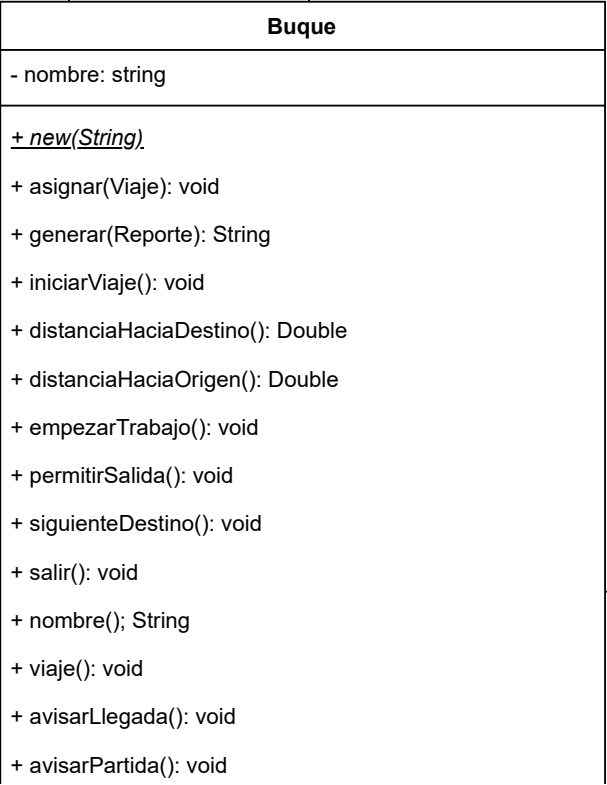 Buque
- nombre: string
+ new(String)
+ asignar(Viaje): void
+ generar(Reporte): String
+ iniciarViaje(): void
+ distanciaHaciaDestino(): Double
+ distanciaHaciaOrigen(): Double
+ empezarTrabajo(): void
+ permitirSalida(): void
+ siguienteDestino(): void
+ salir(): void
+ nombre(); String
+ viaje(): void
+ avisarLlegada(): void
+ avisarPartida(): void